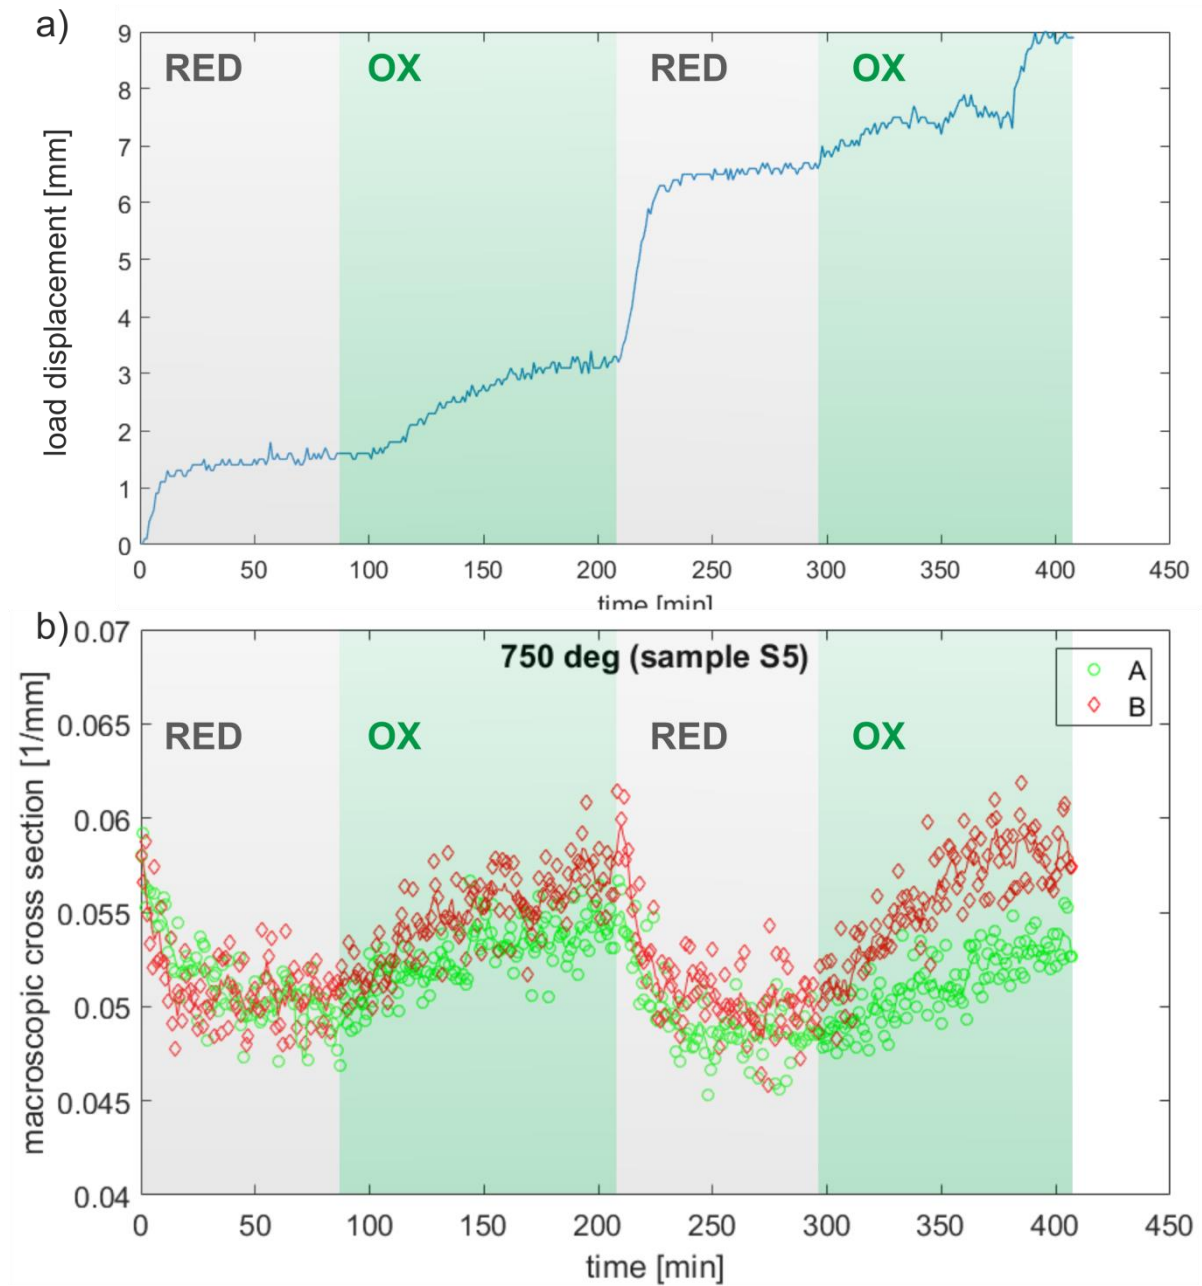 a)
9
RED OX RED OX
8
7
6
5
4
3
2
1
0
load displacement [mm]
0 50 100 150 200 250 300 350 400 450
time [min]
b)
0.07
750 deg (sample S5)
A
B
0.065
RED OX RED OX
0.06
0.055
0.05
0.045
0.04
macroscopic cross section [1/mm]
0 50 100 150 200 250 300 350 400 450
time [min]